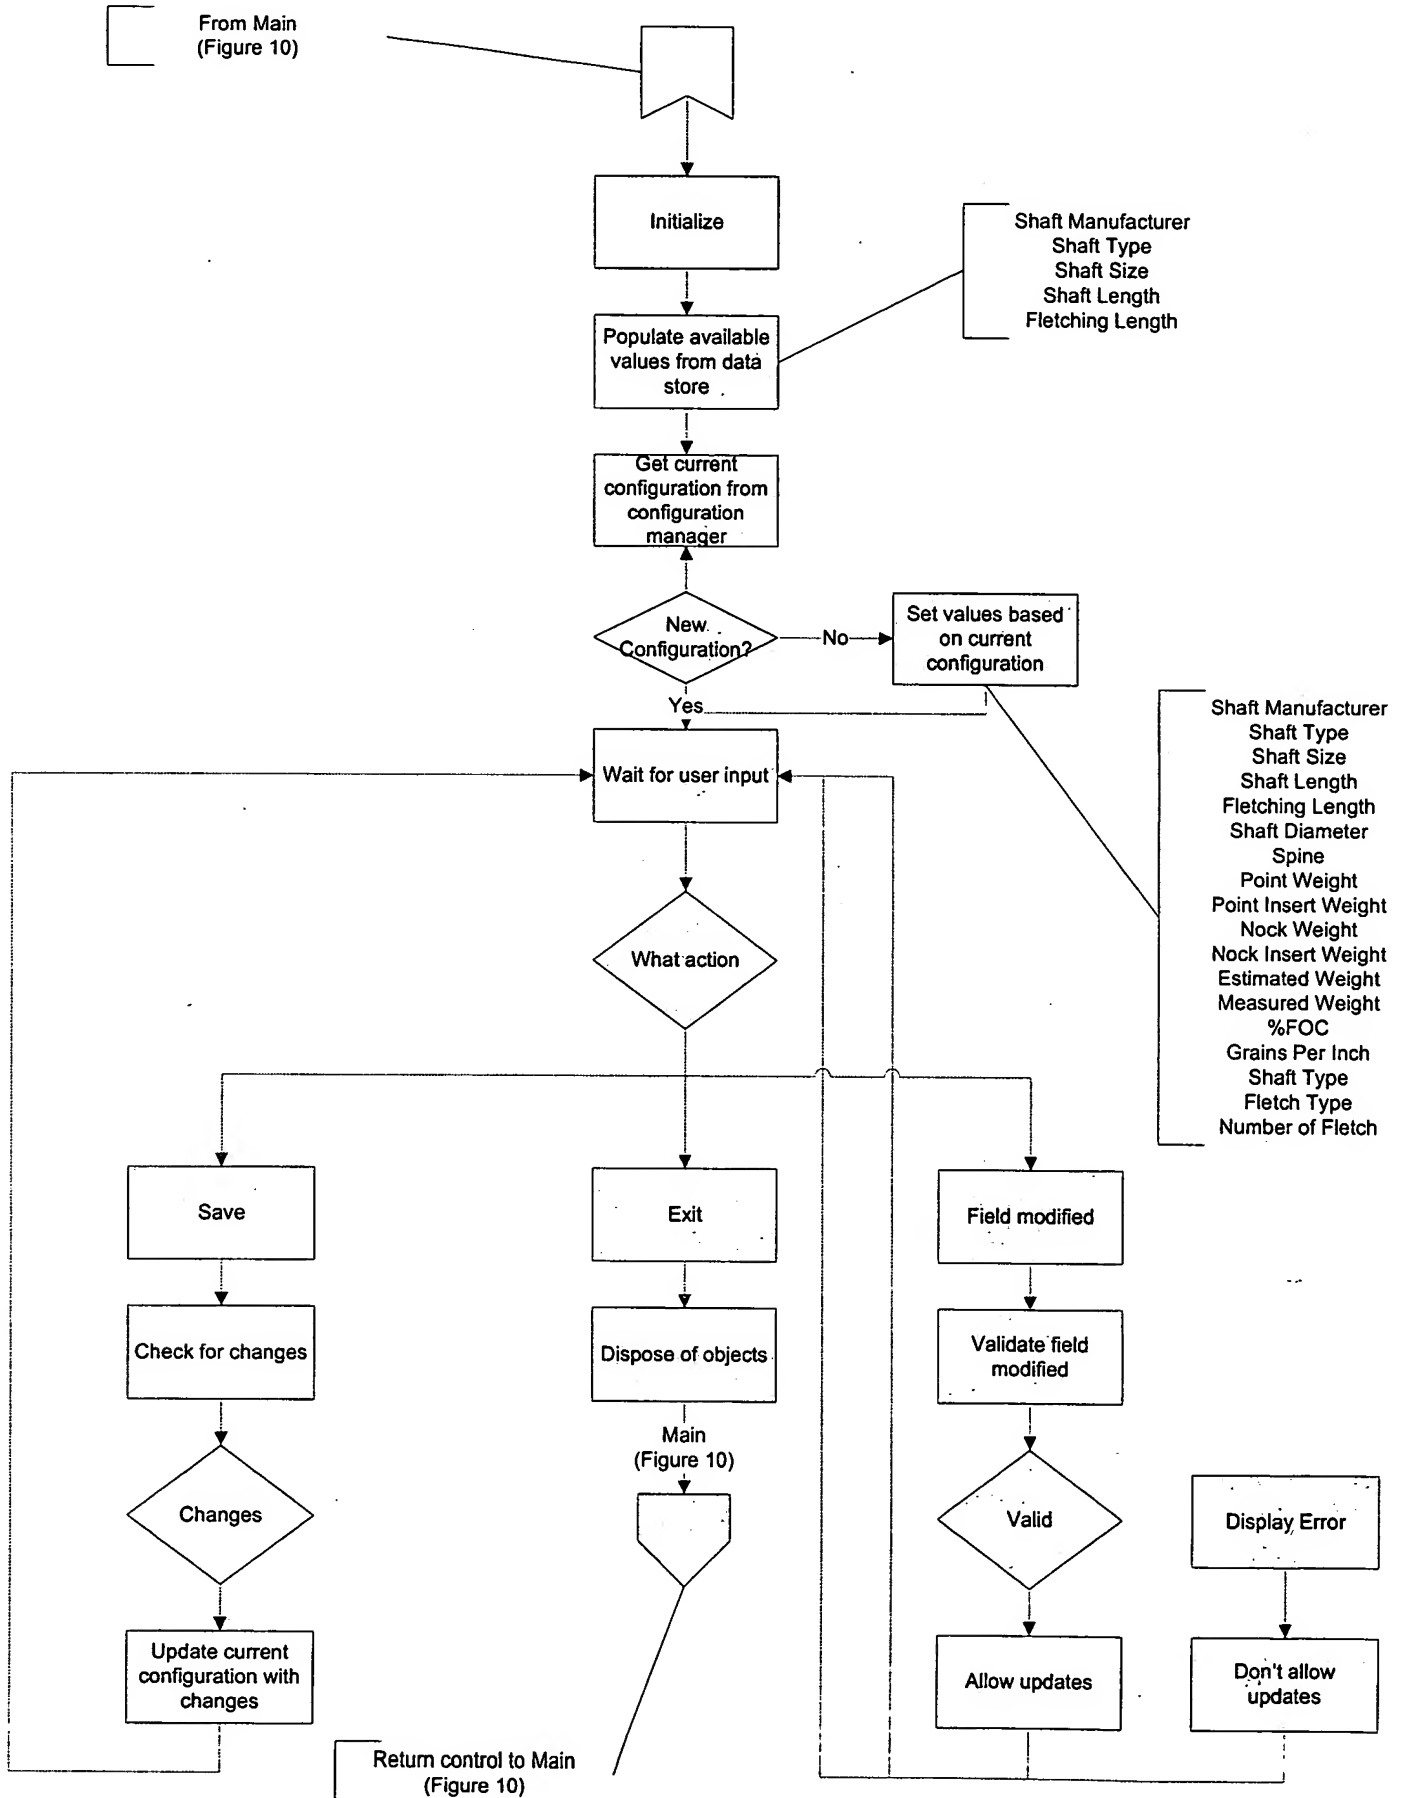 From Main
(Figure 10)
Initialize
Shaft Manufacturer
Shaft Type
Shaft Size
Shaft Length
Fletching Length
Populate available
values from data
store
Get current
configuration from
configuration
manager
New
Configuration?
No
Set values based
on current
configuration
Yes
Shaft Manufacturer
Shaft Type
Shaft Size
Shaft Length
Fletching Length
Shaft Diameter
Spine
Point Weight
Point Insert Weight
Nock Weight
Nock Insert Weight
Estimated Weight
Measured Weight
%FOC
Grains Per Inch
Shaft Type
Fletch Type
Number of Fletch
Wait for user input
What action
Save
Exit
Field modified
Check for changes
Dispose of objects
Validate field
modified
Main
(Figure 10)
Changes
Valid
Display Error
Update current
configuration with
changes
Allow updates
Don't allow
updates
Return control to Main
(Figure 10)